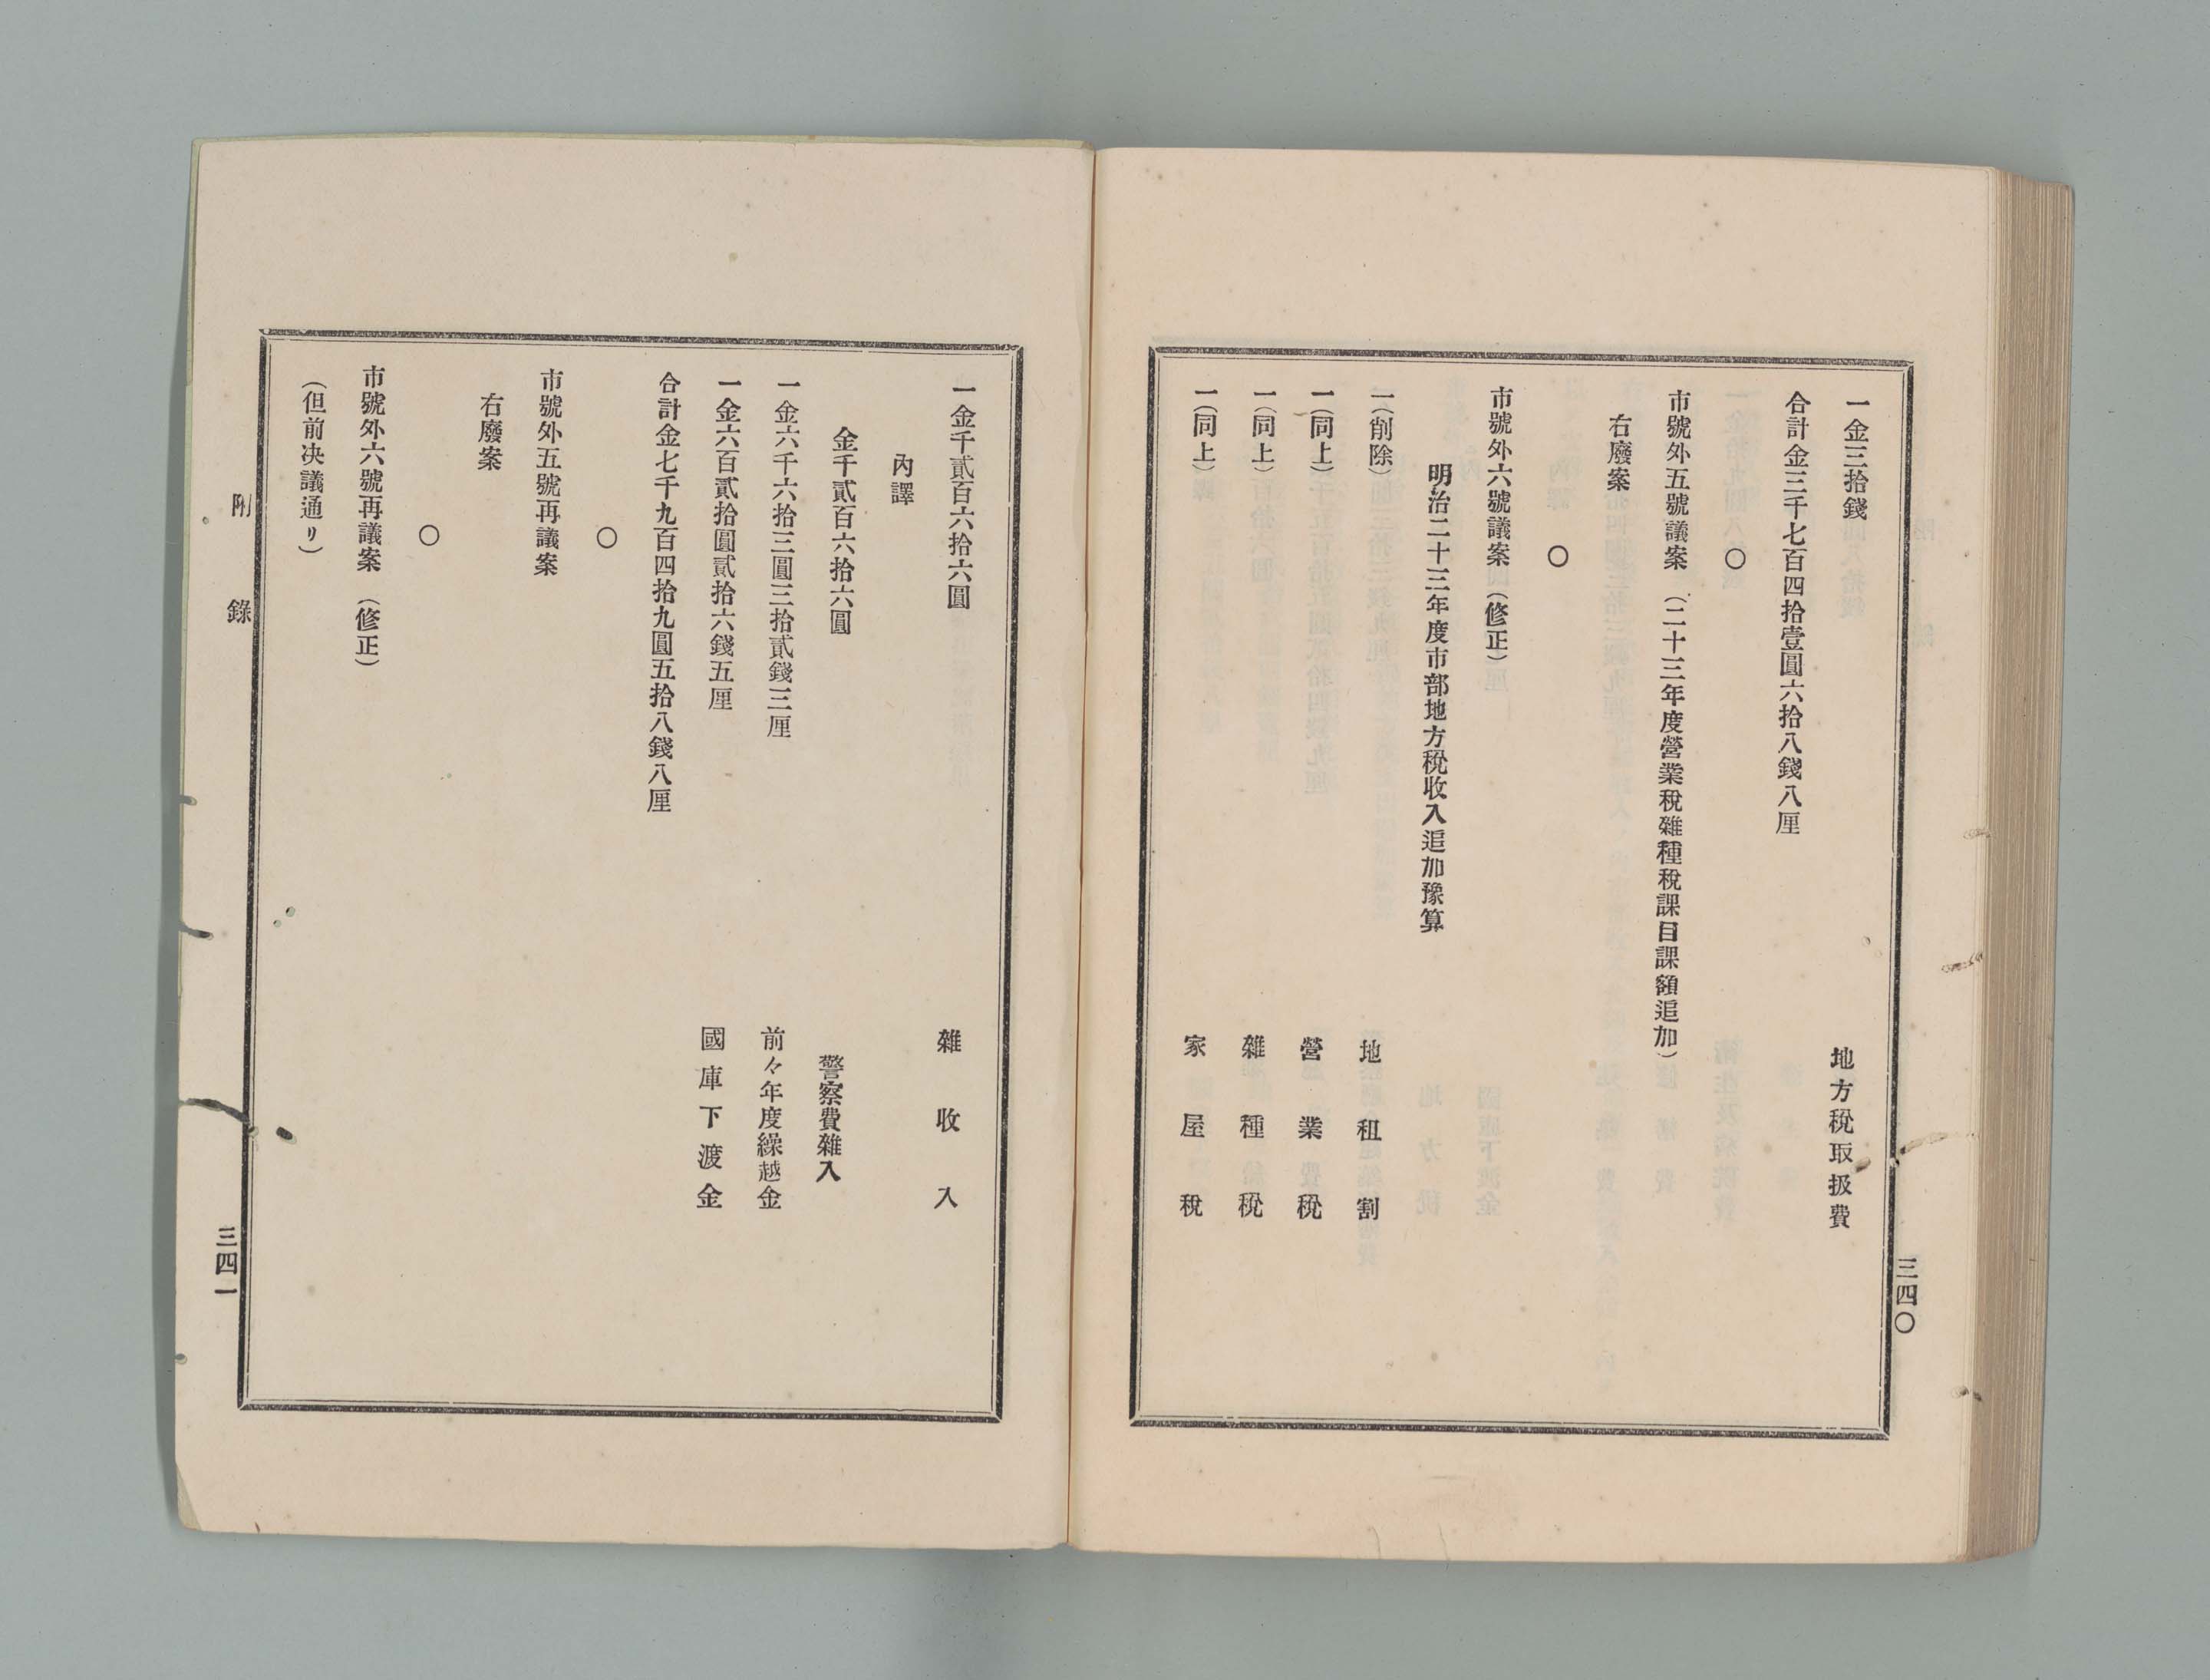 一金三拾錢　地方稅取扱費
合計金三千七百四拾壹圓六拾八錢八厘
○
市號外五號議案（二十三年度營業稅雜種稅課目課額追加）
右廢案
○
市號外六號議案（修正）
明治二十三年度市部地方稅收入追加豫算
一（削除）　地租割
一（同上）　營業稅
一（同上）　雜種稅
一（同上）　家屋稅
三四〇
一金千貳百六拾六圓　雜收入
內譯
金千貳百六拾六圓　警察費雜入
一金六千六拾三圓三拾貳錢三厘　前々年度繰越金
一金六百貳拾圓貳拾六錢五厘　國庫下渡金
合計金七千九百四拾九圓五拾八錢八厘
○
市號外五號再議案
右廢案
○
市號外六號再議案（修正）
（但前决議通リ）
附錄
三四一